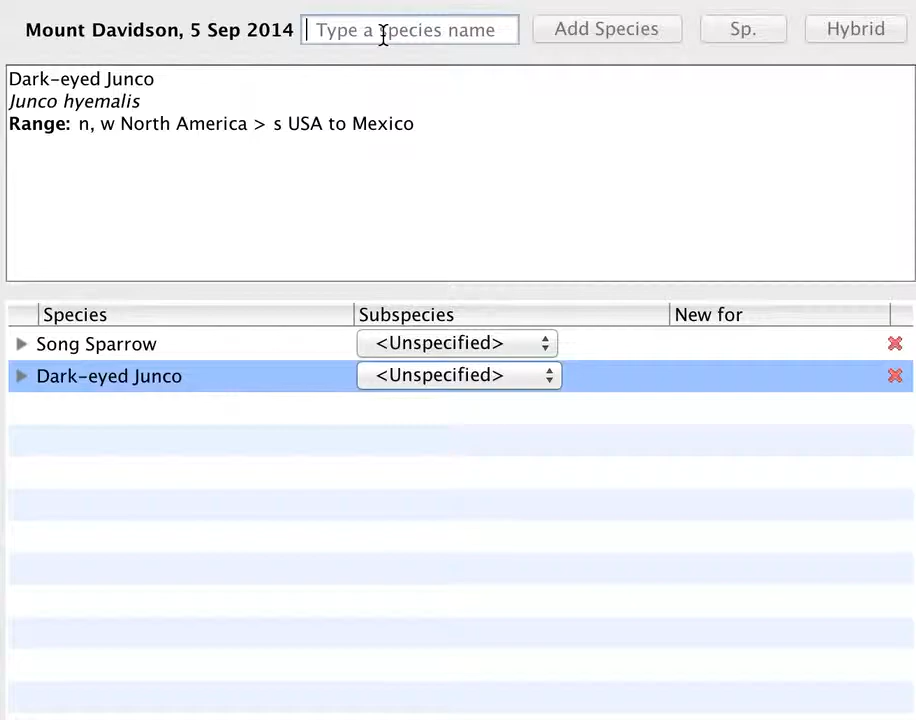 Mount Davidson, 5 Sep 2014 Type a species name Add Species Sp. Hybrid
Dark-eyed Junco
Junco hyemalis
Range: n, w North America > s USA to Mexico
Species Subspecies New for
Song Sparrow <Unspecified>
Dark-eyed Junco <Unspecified>